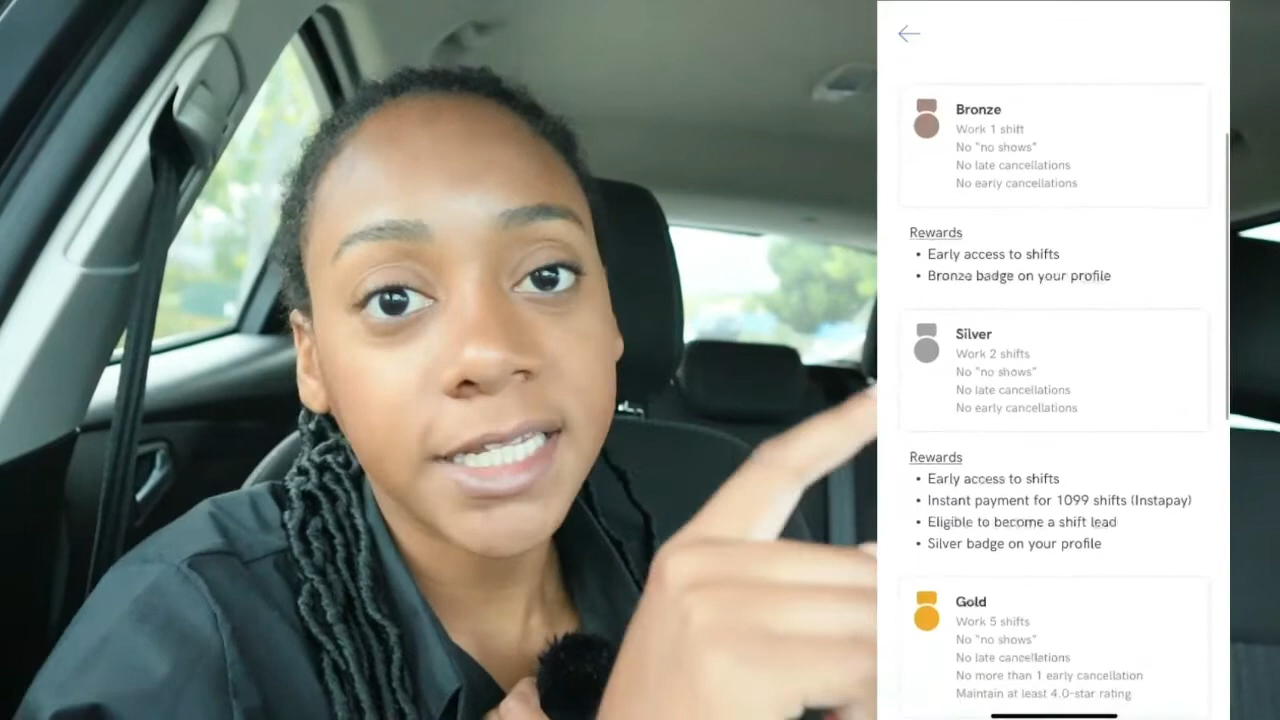 Bronze
Work 1 shift
No "no shows"
No late cancellations
No early cancellations
Rewards
• Early access to shifts
• Bronze badge on your profile
Silver
Work 2 shifts
No "no shows"
No late cancellations
No early cancellations
Rewards
• Early access to shifts
• Instant payment for 1099 shifts (Instapay)
• Eligible to become a shift lead
• Silver badge on your profile
Gold
Work 5 shifts
No "no shows"
No late cancellations
No more than 1 early cancellation
Maintain at least 4.0-star rating